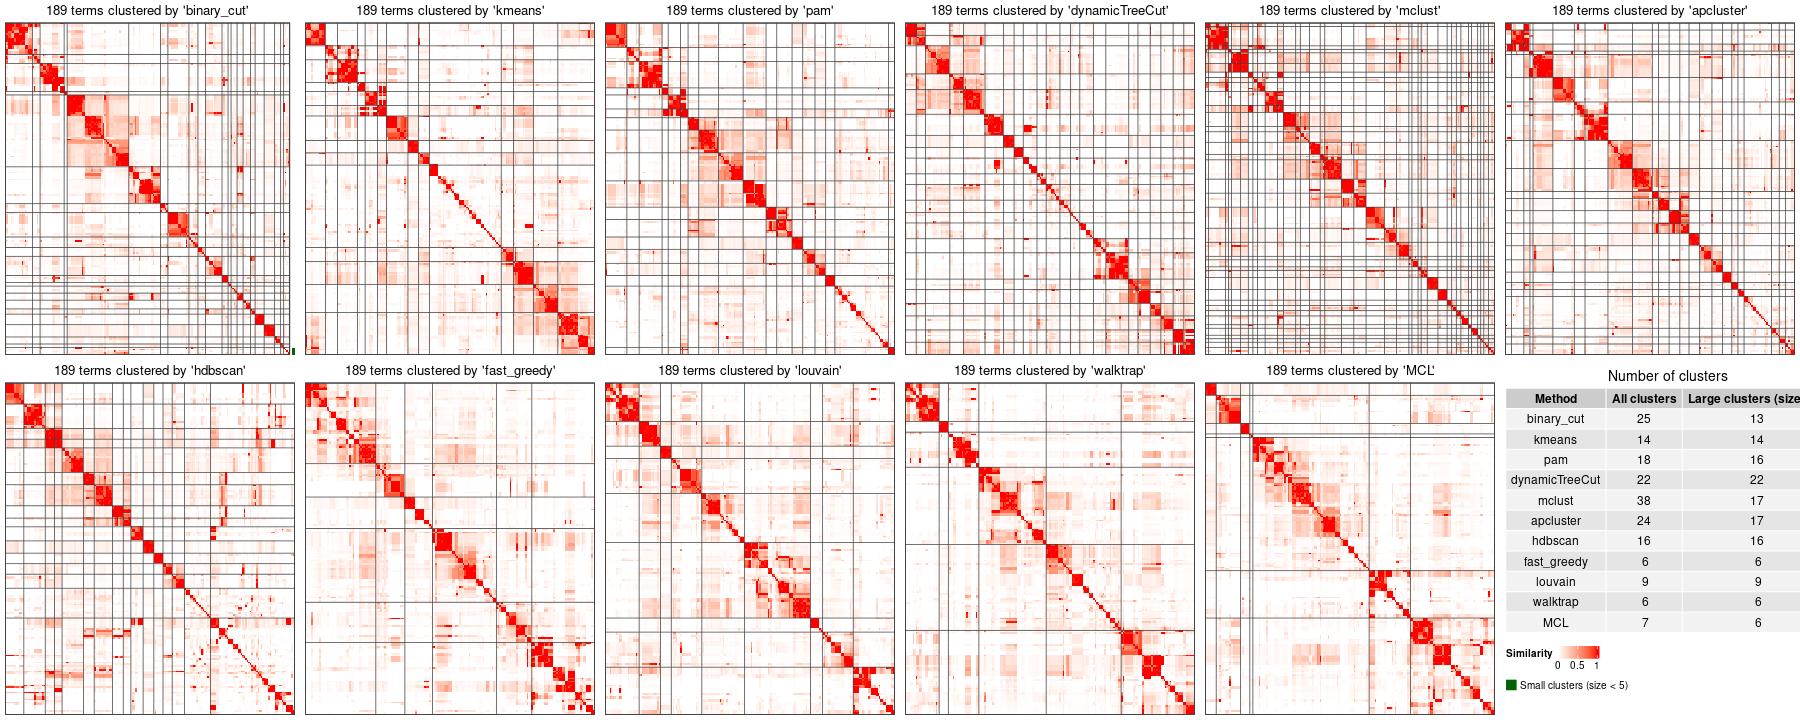 189 terms clustered by 'binary_cut'
189 terms clustered by 'kmeans'
189 terms clustered by 'pam'
189 terms clustered by 'dynamicTreeCut'
189 terms clustered by 'mclust'
189 terms clustered by 'apcluster'
189 terms clustered by 'hdbscan'
189 terms clustered by 'fast_greedy'
189 terms clustered by 'louvain'
189 terms clustered by 'walktrap'
189 terms clustered by 'MCL'
Number of clusters
Method All clusters Large clusters (size
binary_cut 25 13
kmeans 14 14
pam 18 16
dynamicTreeCut 22 22
mclust 38 17
apcluster 24 17
hdbscan 16 16
fast_greedy 6 6
louvain 9 9
walktrap 6 6
MCL 7 6
Similarity
0 0.5 1
Small clusters (size < 5)